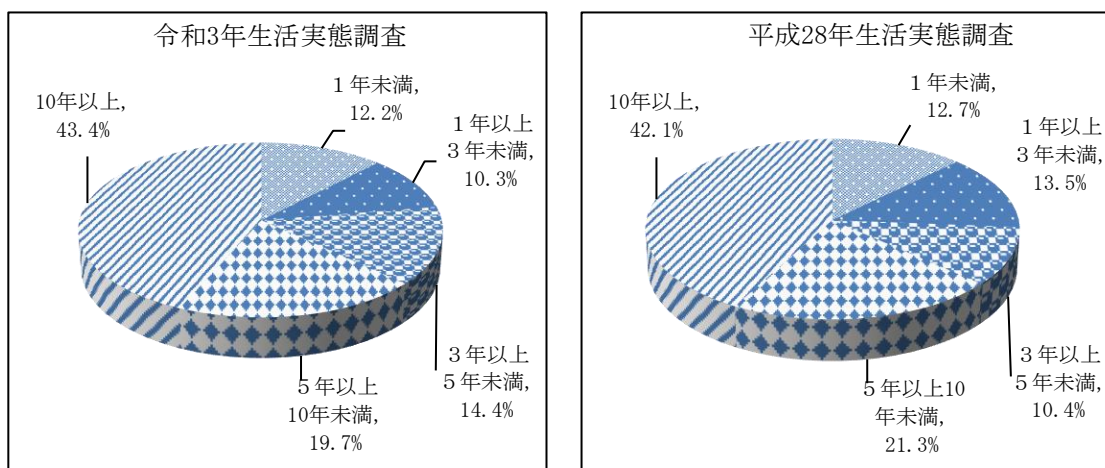 令和3年生活実態調査
１年未満,
12.2%
１年以上
３年未満,
10.3%
３年以上
５年未満,
14.4%
５年以上
10年未満,
19.7%
10年以上,
43.4%
平成28年生活実態調査
１年未満,
12.7%
１年以上
３年未満,
13.5%
３年以上
５年未満,
10.4%
５年以上10
年未満,
21.3%
10年以上,
42.1%